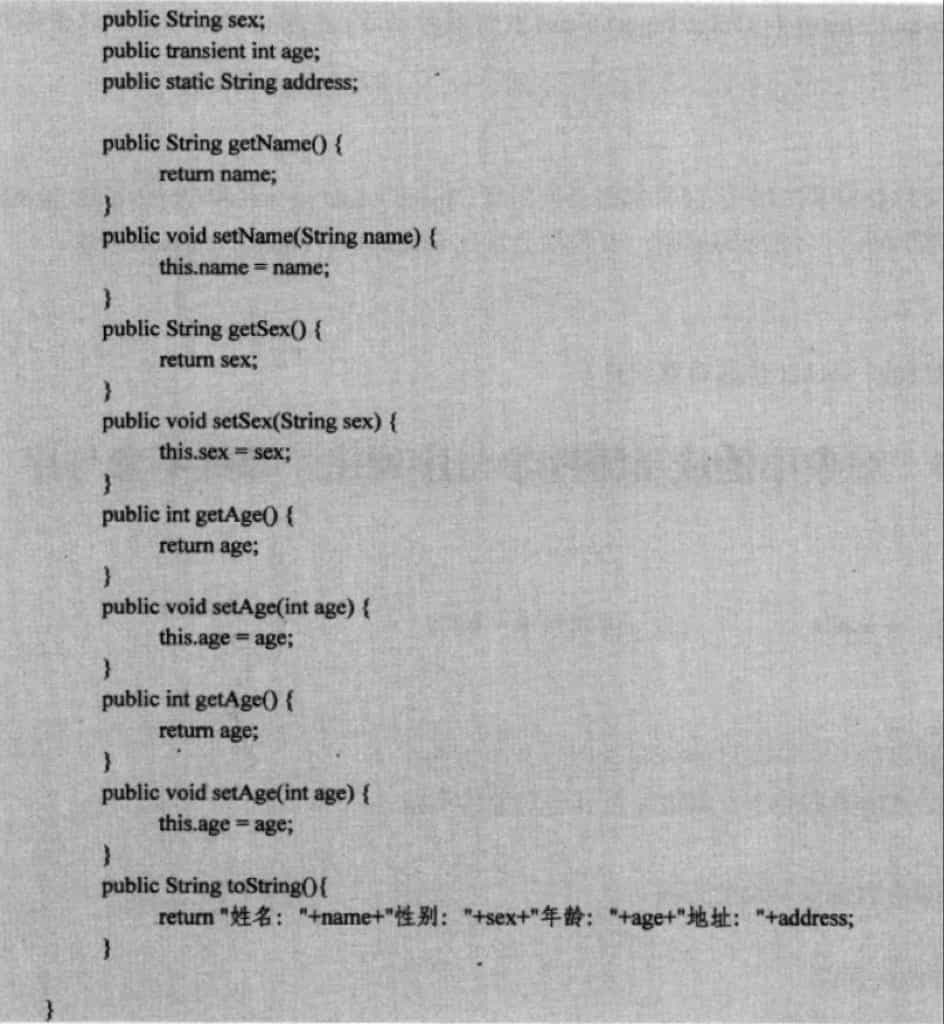 public String sex;
public transient int age;
public static String address;
public String getName() {
return name;
}
public void setName(String name) {
this.name = name;
}
public String getSex() {
return sex;
}
public void setSex(String sex) {
this.sex = sex;
}
public int getAge() {
return age;
}
public void setAge(int age) {
this.age = age;
}
public int getAge() {
return age;
}
public void setAge(int age) {
this.age = age;
}
public String toString(){
return "姓名："+name+"性别："+sex+"年龄："+age+"地址："+address;
}
}